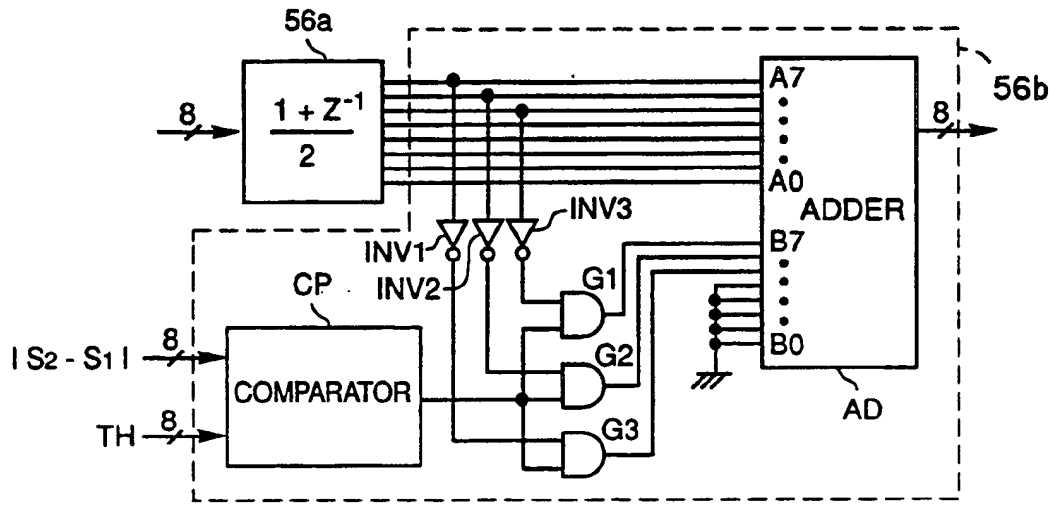 56a
56b
8
1 + Z⁻¹
2
A7
A0
8
ADDER
INV1
INV2
INV3
B7
B0
G1
G2
G3
CP
8
| S2 - S1 |
COMPARATOR
TH
8
AD